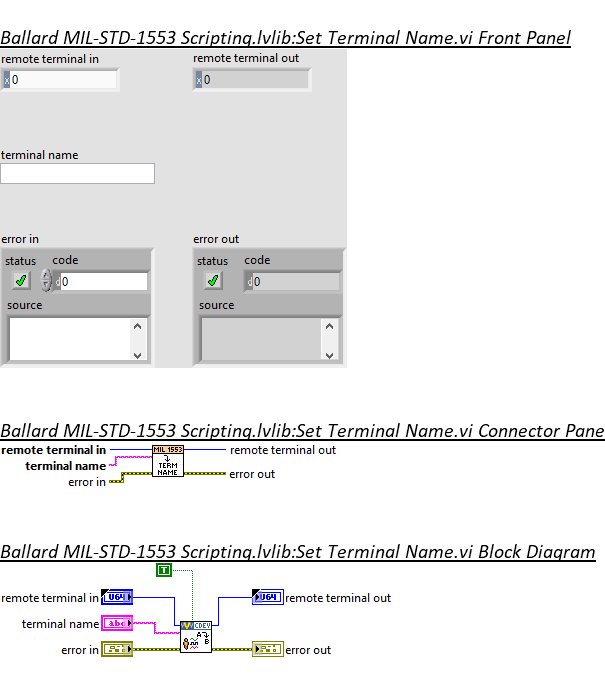 Ballard MIL-STD-1553 Scripting.lvlib:Set Terminal Name.vi Front Panel
remote terminal in
remote terminal out
x 0
x 0
terminal name
error in
error out
status code
status code
d 0
d 0
source
source
Ballard MIL-STD-1553 Scripting.lvlib:Set Terminal Name.vi Connector Pane
remote terminal in
MIL 1553
remote terminal out
terminal name
TERM
NAME
error in
error out
Ballard MIL-STD-1553 Scripting.lvlib:Set Terminal Name.vi Block Diagram
T
remote terminal in
U64
U64
remote terminal out
terminal name
abc
CDEV
A
B
error in
error out